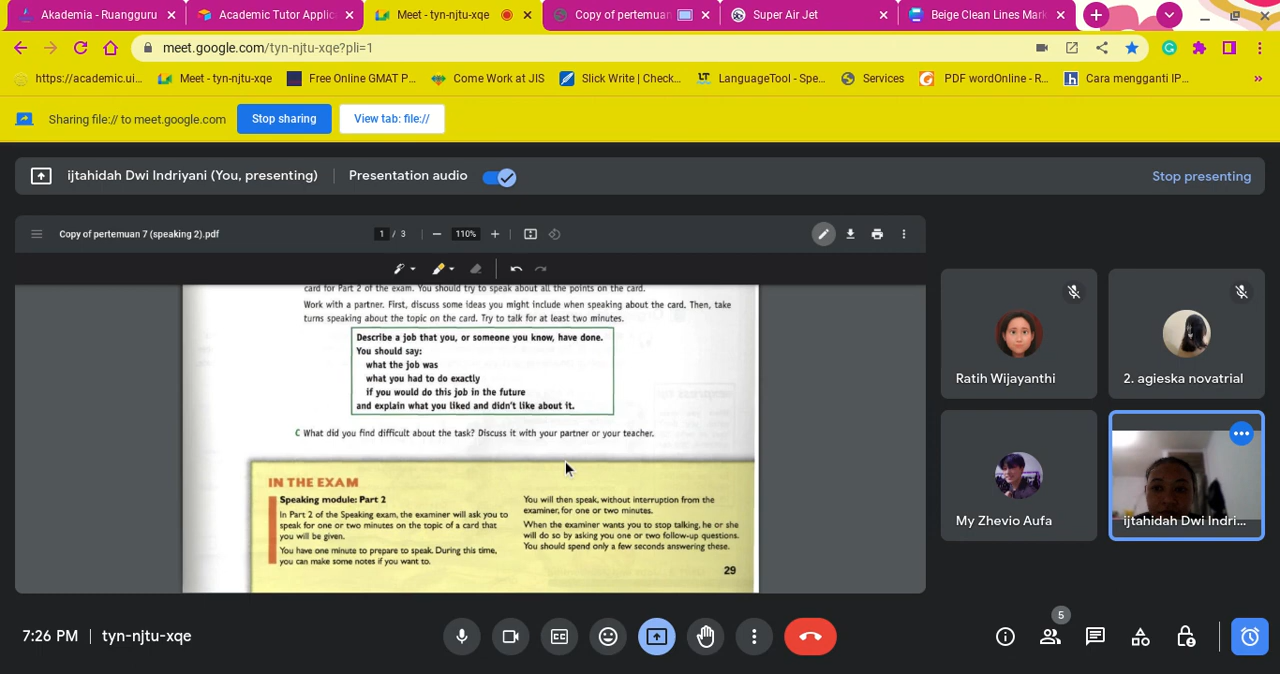 Akademia - Ruangguru
Academic Tutor Applic
Meet - tyn-njtu-xqe
Copy of pertemuan
Super Air Jet
Beige Clean Lines Mark
meet.google.com/tyn-njtu-xqe?pli=1
https://academic.ui...
Meet - tyn-njtu-xqe
Free Online GMAT P...
Come Work at JIS
Slick Write | Check...
LanguageTool - Spe...
Services
PDF wordOnline - R...
Cara mengganti IP...
Sharing file:// to meet.google.com
Stop sharing
View tab: file://
ijtahidah Dwi Indriyani (You, presenting)
Presentation audio
Stop presenting
Copy of pertemuan 7 (speaking 2).pdf
1 / 3
110%
card for Part 2 of the exam. You should try to speak about all the points on the card.
Work with a partner. First, discuss some ideas you might include when speaking about the card. Then, take
turns speaking about the topic on the card. Try to talk for at least two minutes.
Describe a job that you, or someone you know, have done.
You should say:
what the job was
what you had to do exactly
if you would do this job in the future
and explain what you liked and didn't like about it.
C What did you find difficult about the task? Discuss it with your partner or your teacher.
IN THE EXAM
Speaking module: Part 2
In Part 2 of the Speaking exam, the examiner will ask you to
speak for one or two minutes on the topic of a card that
you will be given.
You have one minute to prepare to speak. During this time,
you can make some notes if you want to.
You will then speak, without interruption from the
examiner, for one or two minutes.
When the examiner wants you to stop talking, he or she
will do so by asking you one or two follow-up questions.
You should spend only a few seconds answering these.
29
Ratih Wijayanthi
2. agieska novatrial
My Zhevio Aufa
ijtahidah Dwi Indri...
7:26 PM | tyn-njtu-xqe
5